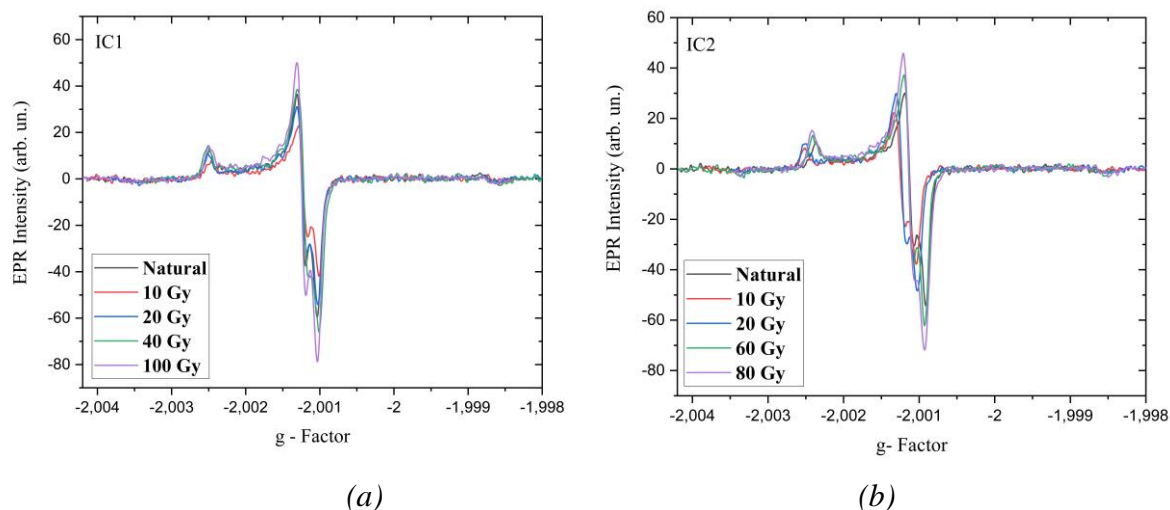 IC1
EPR Intensity (arb. un.)
60
40
20
0
-20
-40
-60
-80
Natural
10 Gy
20 Gy
40 Gy
100 Gy
-2,004 -2,003 -2,002 -2,001 -2 -1,999 -1,998
g - Factor
(a)
IC2
EPR Intensity (arb. un.)
60
40
20
0
-20
-40
-60
-80
Natural
10 Gy
20 Gy
60 Gy
80 Gy
-2,004 -2,003 -2,002 -2,001 -2 -1,999 -1,998
g- Factor
(b)